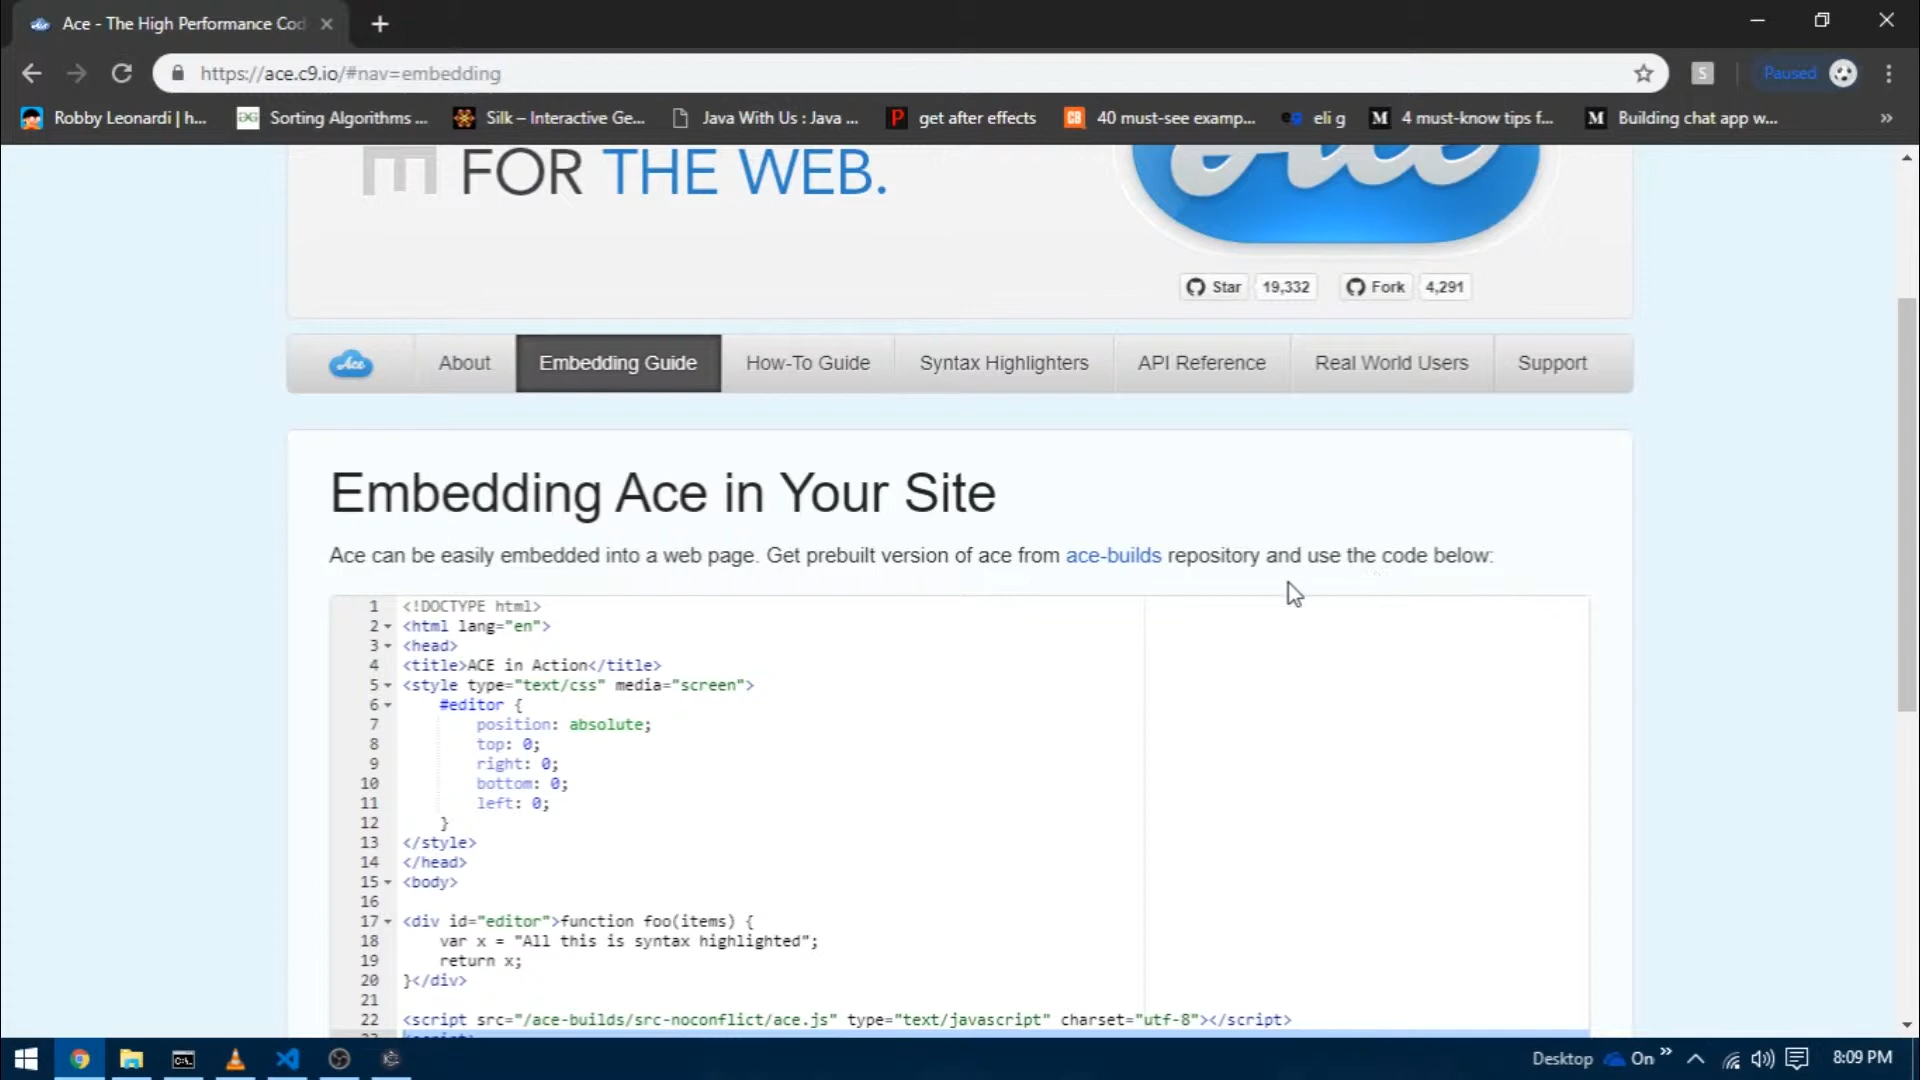 Ace - The High Performance Cod
https://ace.c9.io/#nav=embedding
S
Paused
Robby Leonardi | h...
Sorting Algorithms ...
Silk – Interactive Ge...
Java With Us : Java ...
P get after effects
CB 40 must-see examp...
eli g
M 4 must-know tips f...
M Building chat app w...
»
FOR THE WEB.
Ace
Star 19,332 Fork 4,291
Ace About Embedding Guide How-To Guide Syntax Highlighters API Reference Real World Users Support
Embedding Ace in Your Site
Ace can be easily embedded into a web page. Get prebuilt version of ace from ace-builds repository and use the code below:
1 <!DOCTYPE html>
2 <html lang="en">
3 <head>
4 <title>ACE in Action</title>
5 <style type="text/css" media="screen">
6 #editor {
7 position: absolute;
8 top: 0;
9 right: 0;
10 bottom: 0;
11 left: 0;
12 }
13 </style>
14 </head>
15 <body>
16
17 <div id="editor">function foo(items) {
18 var x = "All this is syntax highlighted";
19 return x;
20 }</div>
21
22 <script src="/ace-builds/src-noconflict/ace.js" type="text/javascript" charset="utf-8"></script>
23 <script>
Desktop On » 8:09 PM